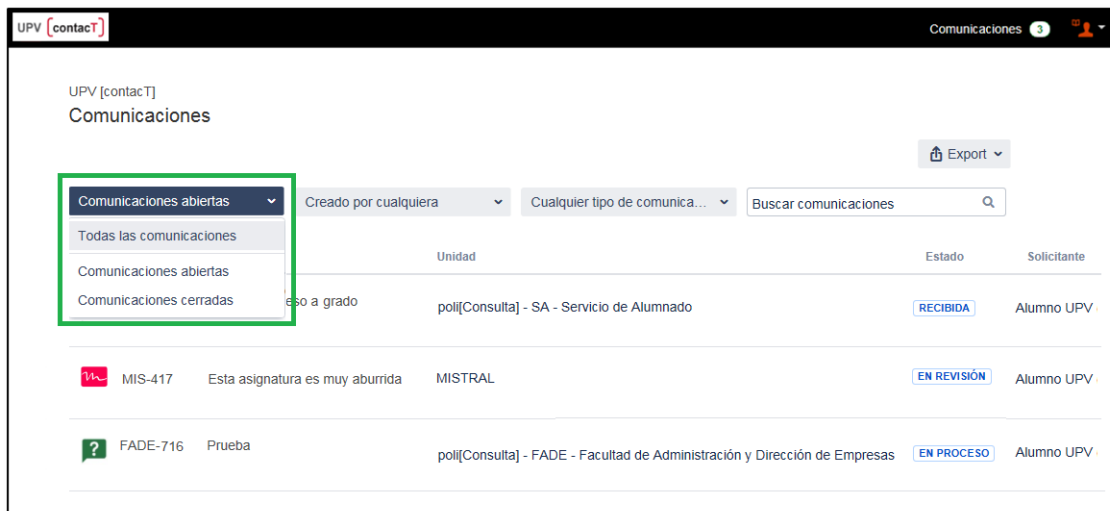 UPV [contacT]
Comunicaciones 3
UPV [contacT]
Comunicaciones
Export
Comunicaciones abiertas
Creado por cualquiera
Cualquier tipo de comunica...
Buscar comunicaciones
Todas las comunicaciones
Comunicaciones abiertas
Comunicaciones cerradas
Unidad
Estado
Solicitante
eso a grado
poli[Consulta] - SA - Servicio de Alumnado
RECIBIDA
Alumno UPV
MIS-417
Esta asignatura es muy aburrida
MISTRAL
EN REVISIÓN
Alumno UPV
FADE-716
Prueba
poli[Consulta] - FADE - Facultad de Administración y Dirección de Empresas
EN PROCESO
Alumno UPV